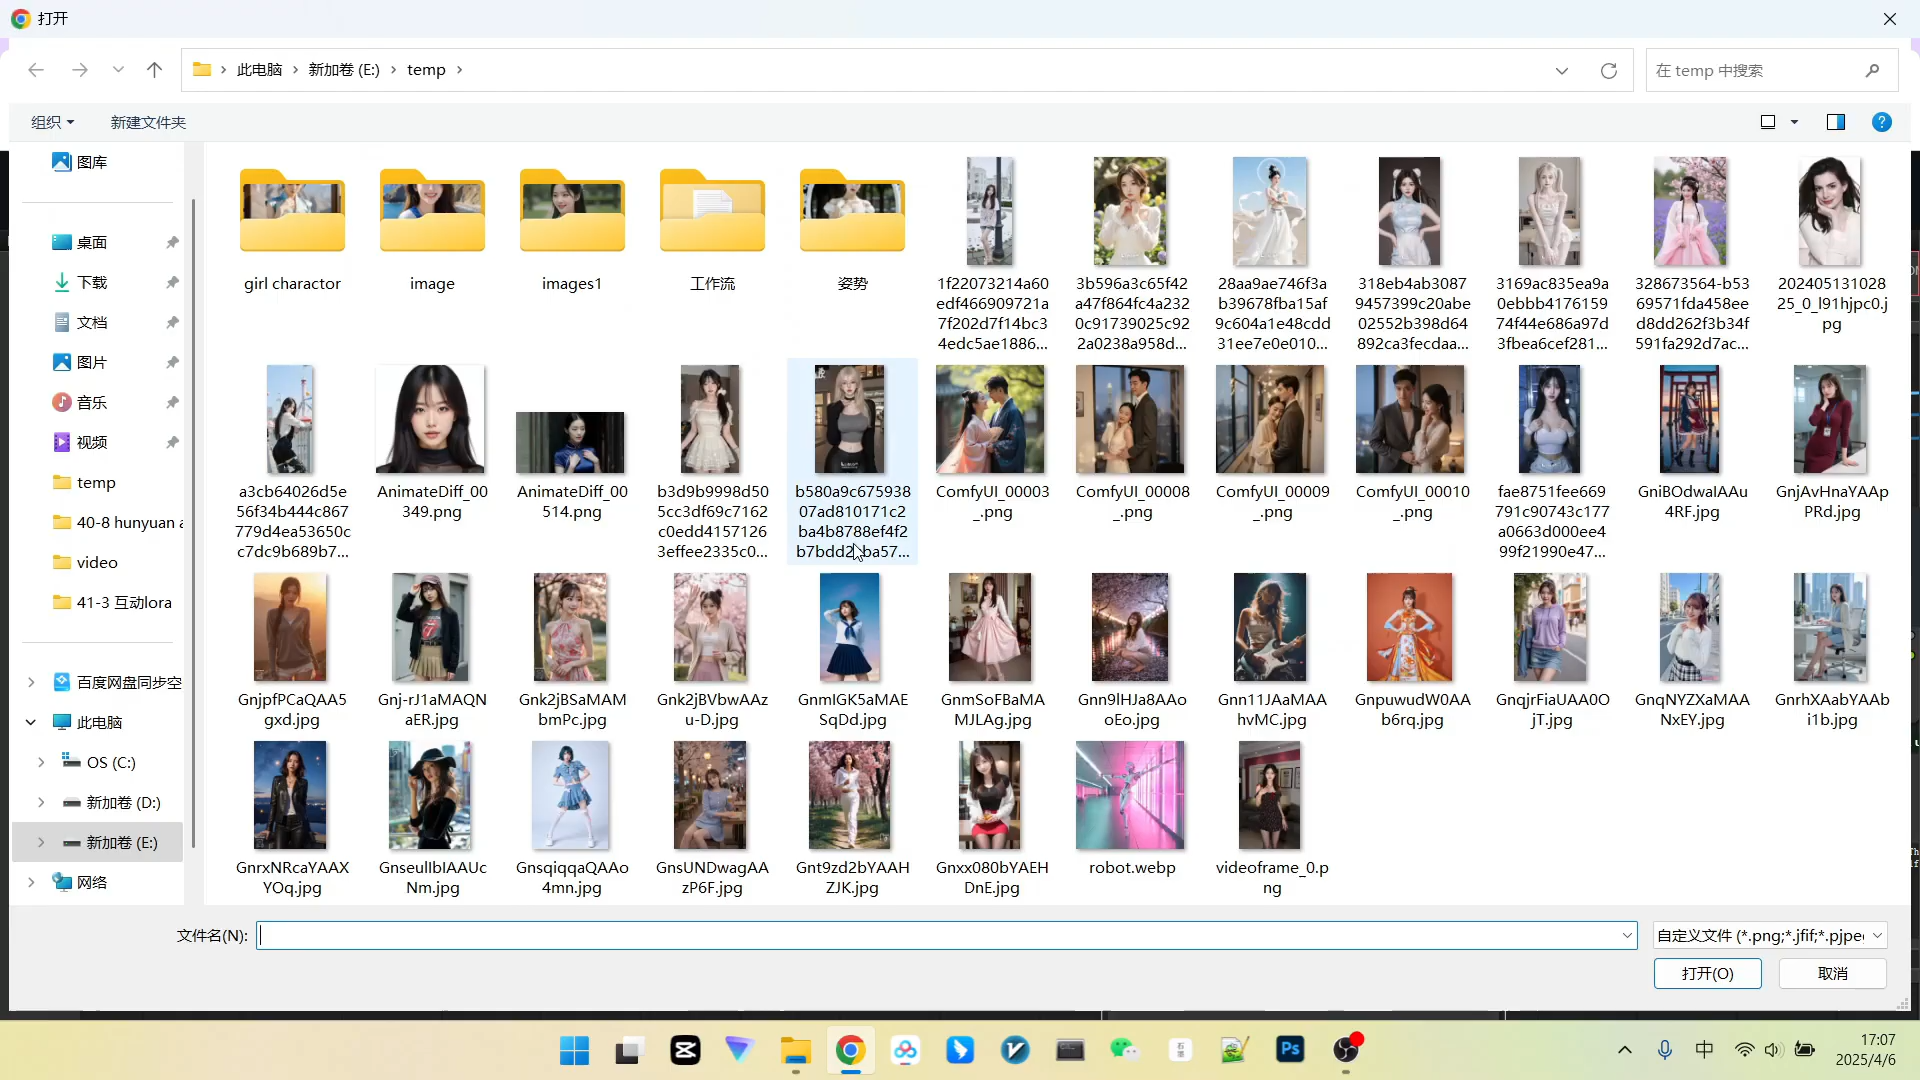 打开
此电脑 › 新加卷 (E:) › temp ›
在 temp 中搜索
组织
新建文件夹
图库
桌面
下载
文档
图片
音乐
视频
temp
40-8 hunyuan a
video
41-3 互动lora
百度网盘同步空
此电脑
OS (C:)
新加卷 (D:)
新加卷 (E:)
网络
girl charactor
image
images1
工作流
姿势
1f22073214a60
edf466909721a
7f202d7f14bc3
4edc5ae1886...
3b596a3c65f42
a47f864fc4a232
0c91739025c92
2a0238a958d...
28aa9ae746f3a
b39678fba15af
9c604a1e48cdd
31ee7e0e010...
318eb4ab3087
9457399c20abe
02552b398d64
892ca3fecdaa...
3169ac835ea9a
0ebbb4176159
74f44e686a97d
3fbea6cef281...
328673564-b53
69571fda458ee
d8dd262f3b34f
591fa292d7ac...
202405131028
25_0_l91hjpc0.j
pg
a3cb64026d5e
56f34b444c867
779d4ea53650c
c7dc9b689b7...
AnimateDiff_00
349.png
AnimateDiff_00
514.png
b3d9b9998d50
5cc3df69c7162
c0edd4157126
3effee2335c0...
b580a9c675938
07ad810171c2
ba4b8788ef4f2
ComfyUI_00003
_.png
ComfyUI_00008
_.png
ComfyUI_00009
_.png
ComfyUI_00010
_.png
fae8751fee669
791c90743c177
a0663d000ee4
99f21990e47...
GniBOdwaIAAu
4RF.jpg
GnjAvHnaYAAp
PRd.jpg
GnjpfPCaQAA5
gxd.jpg
Gnj-rJ1aMAQN
aER.jpg
Gnk2jBSaMAM
bmPc.jpg
Gnk2jBVbwAAz
u-D.jpg
GnmIGK5aMAE
SqDd.jpg
GnmSoFBaMA
MJLAg.jpg
Gnn9lHJa8AAo
oEo.jpg
Gnn11JAaMAA
hvMC.jpg
GnpuwudW0AA
b6rq.jpg
GnqjrFiaUAA0O
jT.jpg
GnqNYZXaMAA
NxEY.jpg
GnrhXAabYAAb
i1b.jpg
GnrxNRcaYAAX
YOq.jpg
GnseullbIAAUc
Nm.jpg
GnsqiqqaQAAo
4mn.jpg
GnsUNDwagAA
zP6F.jpg
Gnt9zd2bYAAH
ZJK.jpg
Gnxx080bYAEH
DnE.jpg
robot.webp
videoframe_0.p
ng
文件名(N):
自定义文件 (*.png;*.jfif;*.pjpe
打开(O)
取消
中
17:07
2025/4/6